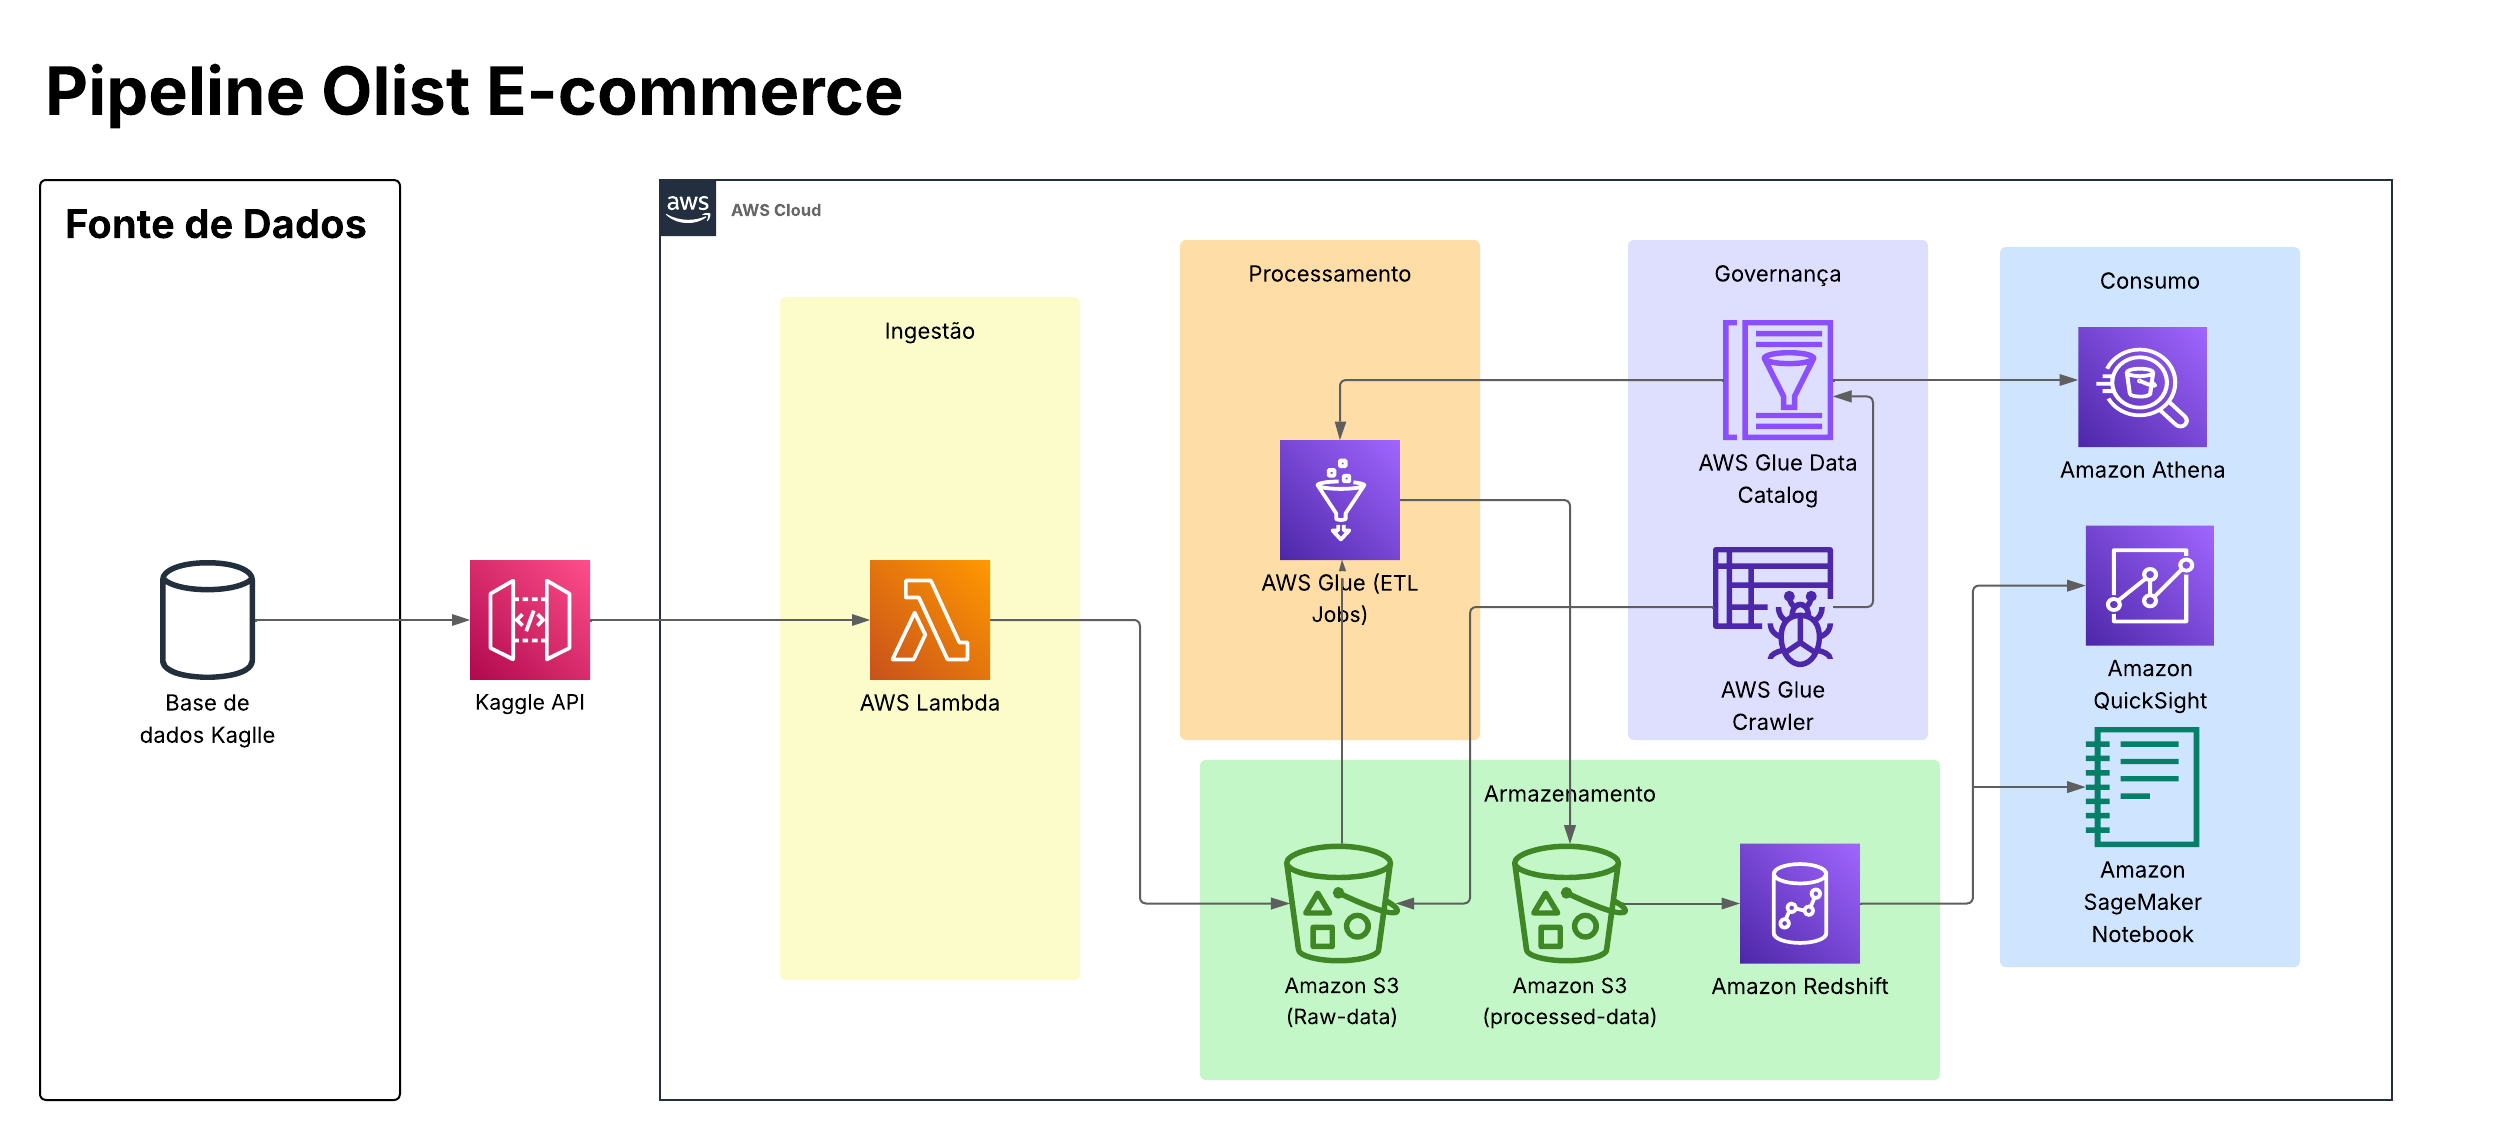 Pipeline Olist E-commerce
Fonte de Dados
Base de
dados Kaglle
Kaggle API
aws
AWS Cloud
Ingestão
AWS Lambda
Processamento
AWS Glue (ETL
Jobs)
Governança
AWS Glue Data
Catalog
AWS Glue
Crawler
Armazenamento
Amazon S3
(Raw-data)
Amazon S3
(processed-data)
Amazon Redshift
Consumo
Amazon Athena
Amazon
QuickSight
Amazon
SageMaker
Notebook